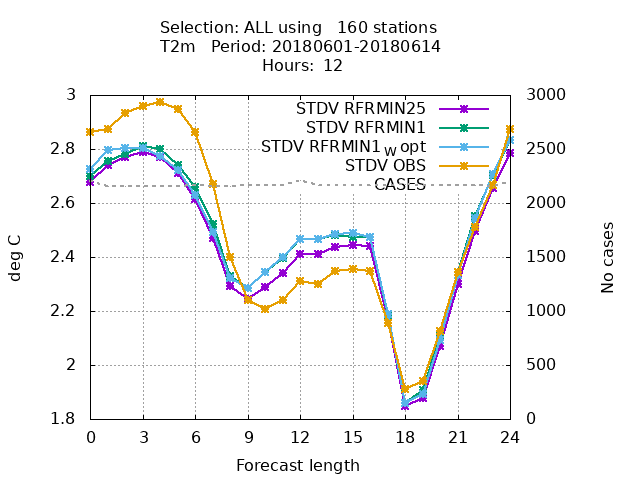 Selection: ALL using   160 stations
T2m   Period: 20180601-20180614
Hours:  12
3 3000
STDV RFRMIN25
STDV RFRMIN1
STDV RFRMIN1_w opt
STDV OBS
CASES
2.8 2500
2.6 2000
2.4 1500
2.2 1000
2 500
1.8 0
deg C
No cases
0 3 6 9 12 15 18 21 24
Forecast length